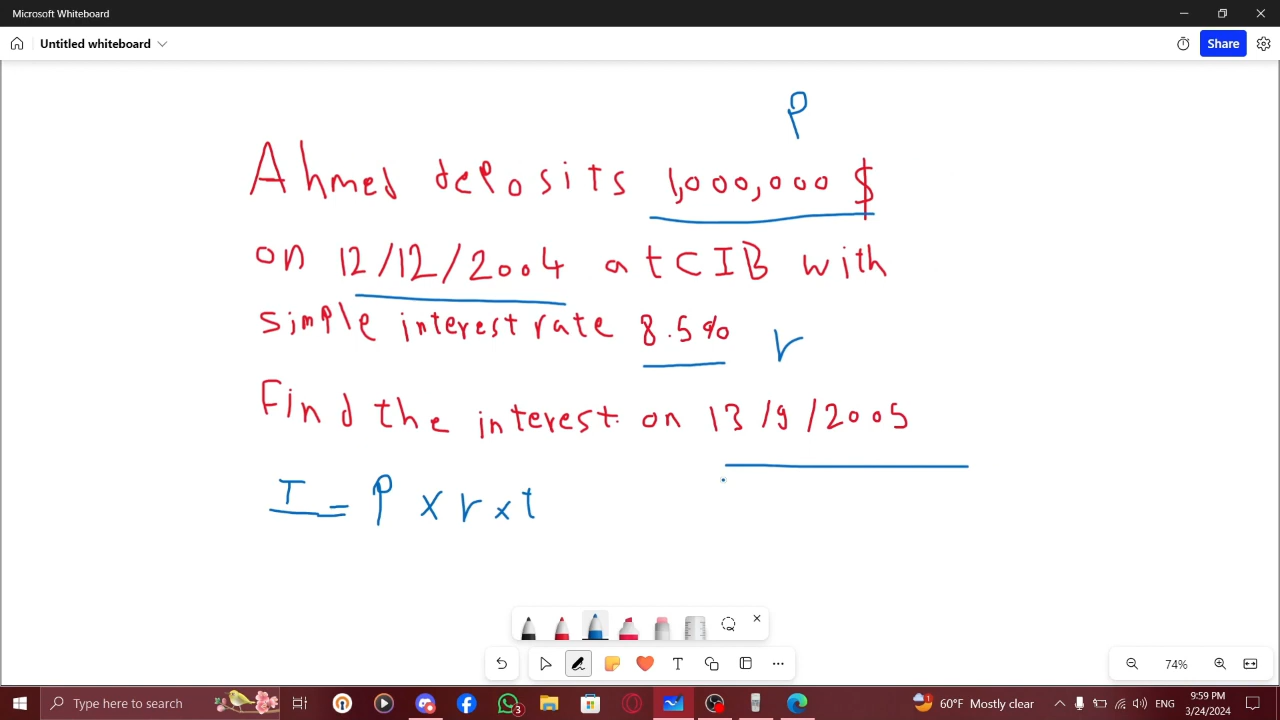 Microsoft Whiteboard
Untitled whiteboard
Share
P
Ahmed deposits 1,000,000 $
on 12/12/2004 at CIB with
simple interest rate 8.5% r
Find the interest on 13/9/2005
I = P × r × t
74%
Type here to search
3
60°F Mostly clear
ENG
9:59 PM
3/24/2024